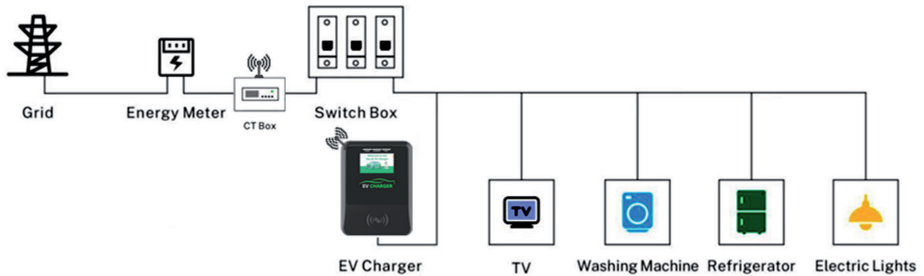 Grid
Energy Meter
CT Box
Switch Box
EV CHARGER
EV Charger
TV
TV
Washing Machine
Refrigerator
Electric Lights